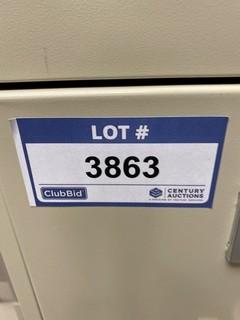 LOT #
3863
ClubBid
CENTURY
AUCTIONS